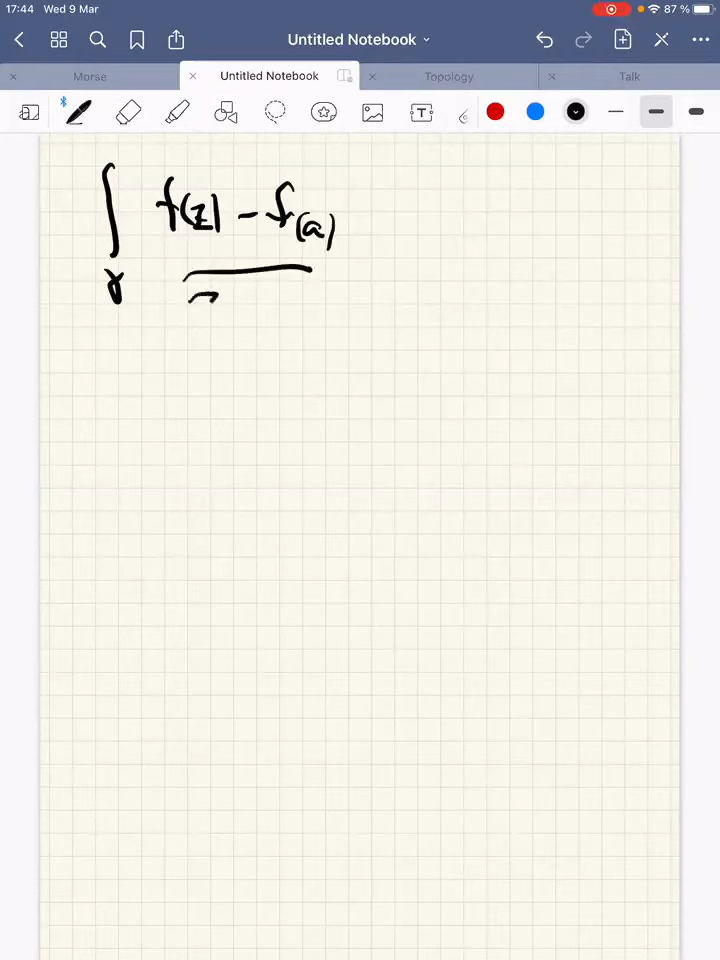 17:44 Wed 9 Mar 87 %
Untitled Notebook
Morse Untitled Notebook Topology Talk
∫ f(z) - f(a)
γ